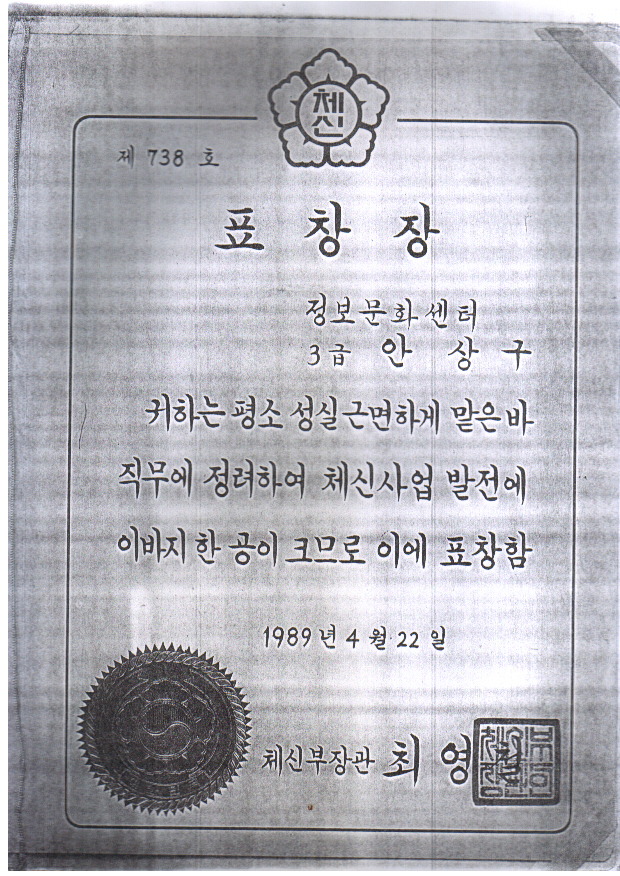 체신
제 738 호
표창장
정보문화센터
3급 안상구
귀하는 평소 성실근면하게 맡은바
직무에 정려하여 체신사업 발전에
이바지한 공이 크므로 이에 표창함
1989년 4월 22일
체신부장관 최영